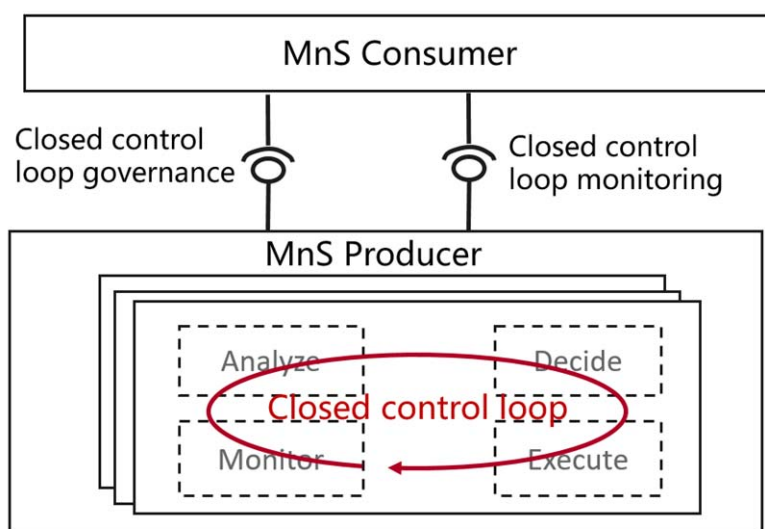 MnS Consumer
Closed control
loop governance
Closed control
loop monitoring
MnS Producer
Analyze
Decide
Closed control loop
Monitor
Execute